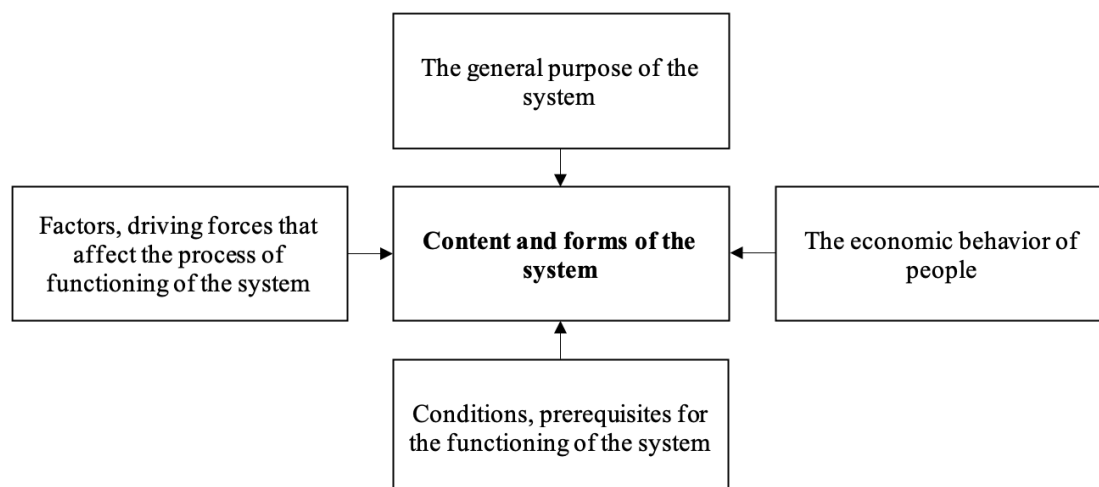 The general purpose of the
system
Factors, driving forces that
affect the process of
functioning of the system
Content and forms of the
system
The economic behavior of
people
Conditions, prerequisites for
the functioning of the system